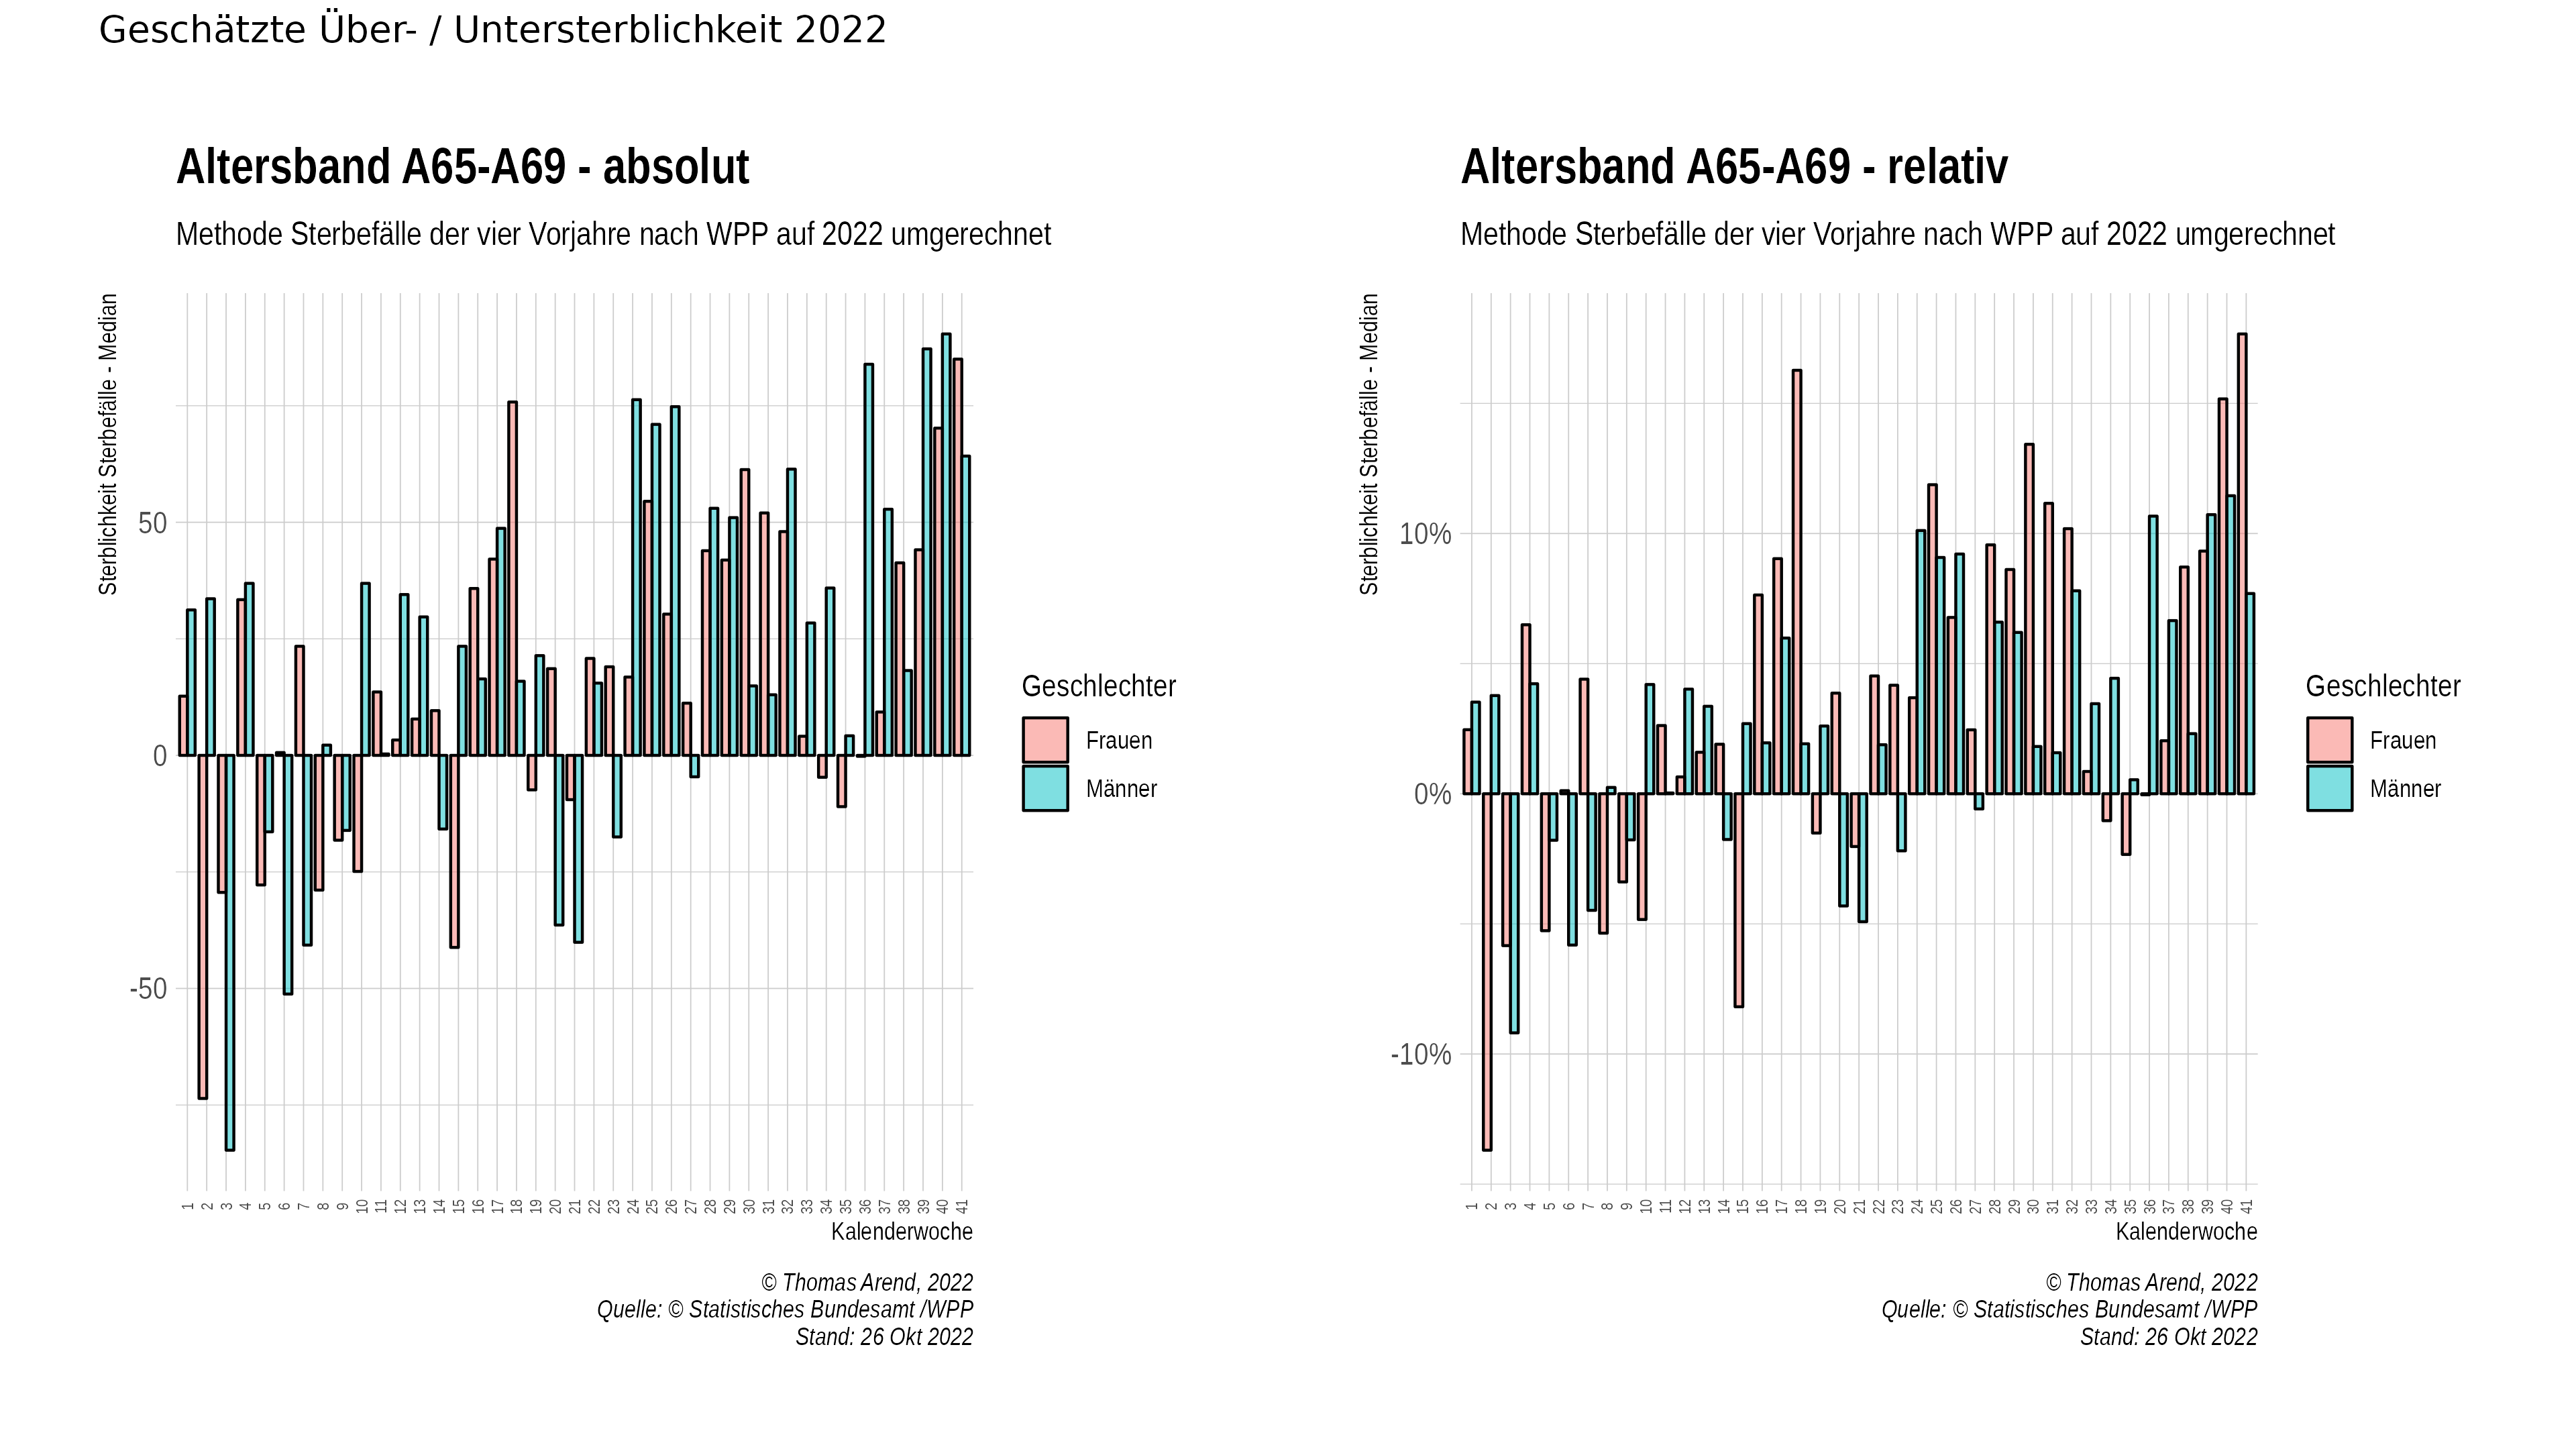 Geschätzte Über- / Untersterblichkeit 2022
Altersband A65-A69 - absolut
Methode Sterbefälle der vier Vorjahre nach WPP auf 2022 umgerechnet
Sterblichkeit Sterbefälle - Median
50
0
-50
1 2 3 4 5 6 7 8 9 10 11 12 13 14 15 16 17 18 19 20 21 22 23 24 25 26 27 28 29 30 31 32 33 34 35 36 37 38 39 40 41
Kalenderwoche
Geschlechter
Frauen
Männer
© Thomas Arend, 2022
Quelle: © Statistisches Bundesamt /WPP
Stand: 26 Okt 2022
Altersband A65-A69 - relativ
Methode Sterbefälle der vier Vorjahre nach WPP auf 2022 umgerechnet
Sterblichkeit Sterbefälle - Median
10%
0%
-10%
1 2 3 4 5 6 7 8 9 10 11 12 13 14 15 16 17 18 19 20 21 22 23 24 25 26 27 28 29 30 31 32 33 34 35 36 37 38 39 40 41
Kalenderwoche
Geschlechter
Frauen
Männer
© Thomas Arend, 2022
Quelle: © Statistisches Bundesamt /WPP
Stand: 26 Okt 2022